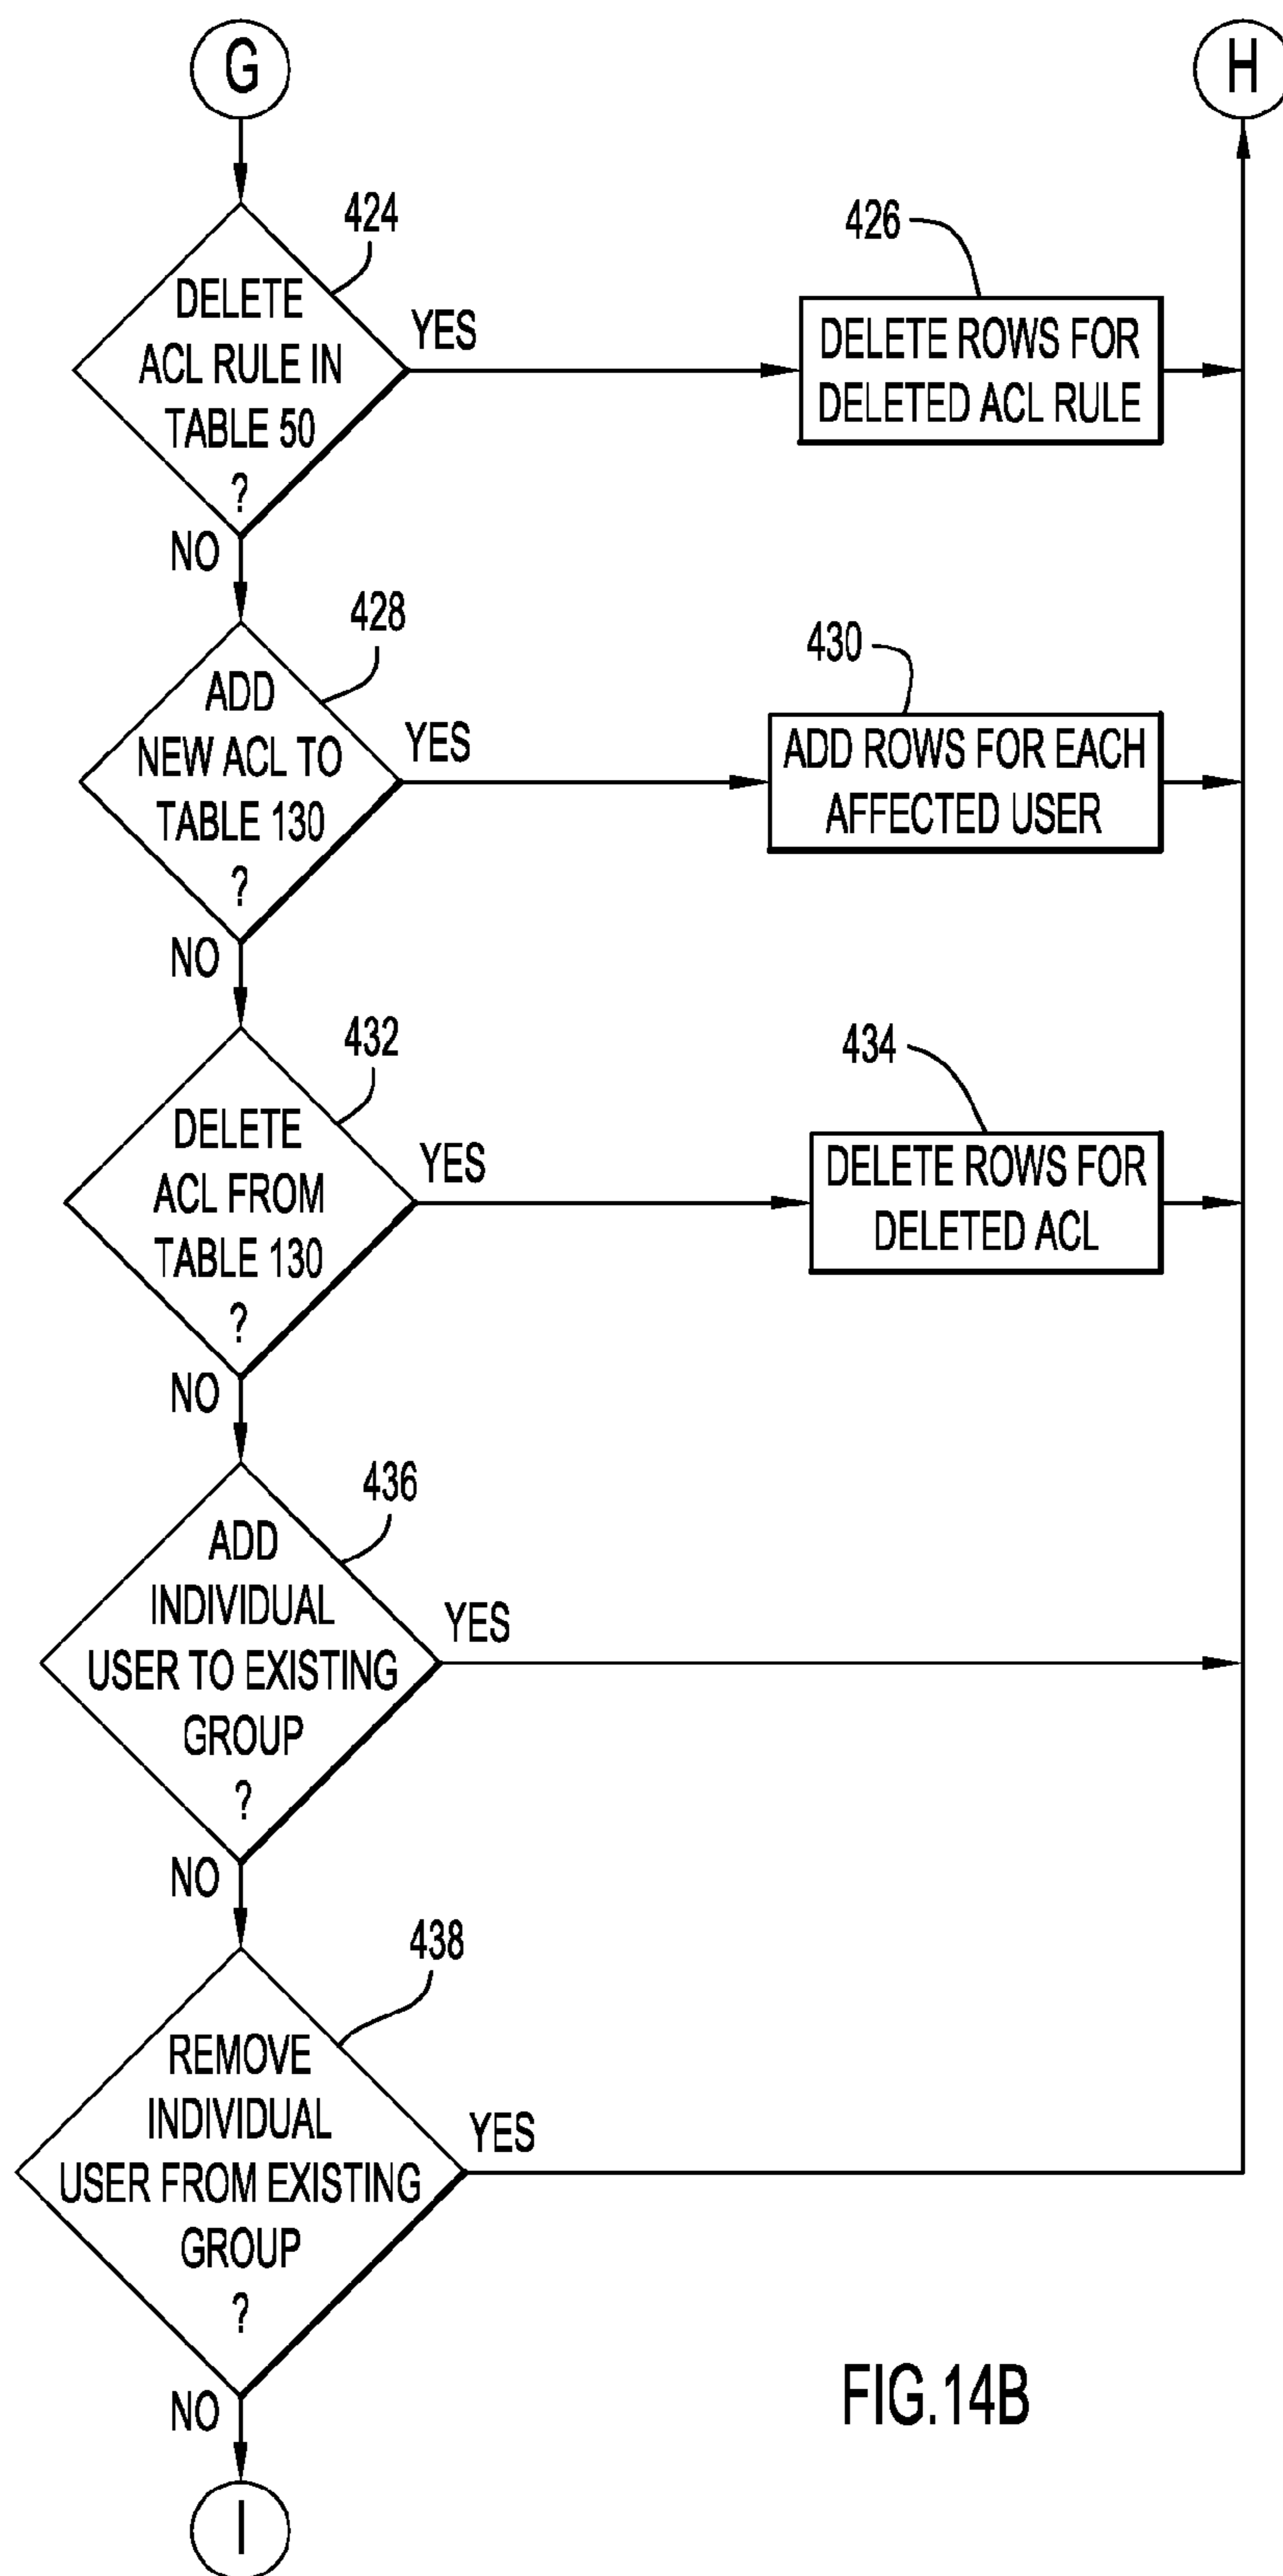 G
H
424
DELETE
ACL RULE IN
TABLE 50
?
YES
426
DELETE ROWS FOR
DELETED ACL RULE
NO
428
ADD
NEW ACL TO
TABLE 130
?
YES
430
ADD ROWS FOR EACH
AFFECTED USER
NO
432
DELETE
ACL FROM
TABLE 130
?
YES
434
DELETE ROWS FOR
DELETED ACL
NO
436
ADD
INDIVIDUAL
USER TO EXISTING
GROUP
?
YES
NO
438
REMOVE
INDIVIDUAL
USER FROM EXISTING
GROUP
?
YES
NO
I
FIG.14B